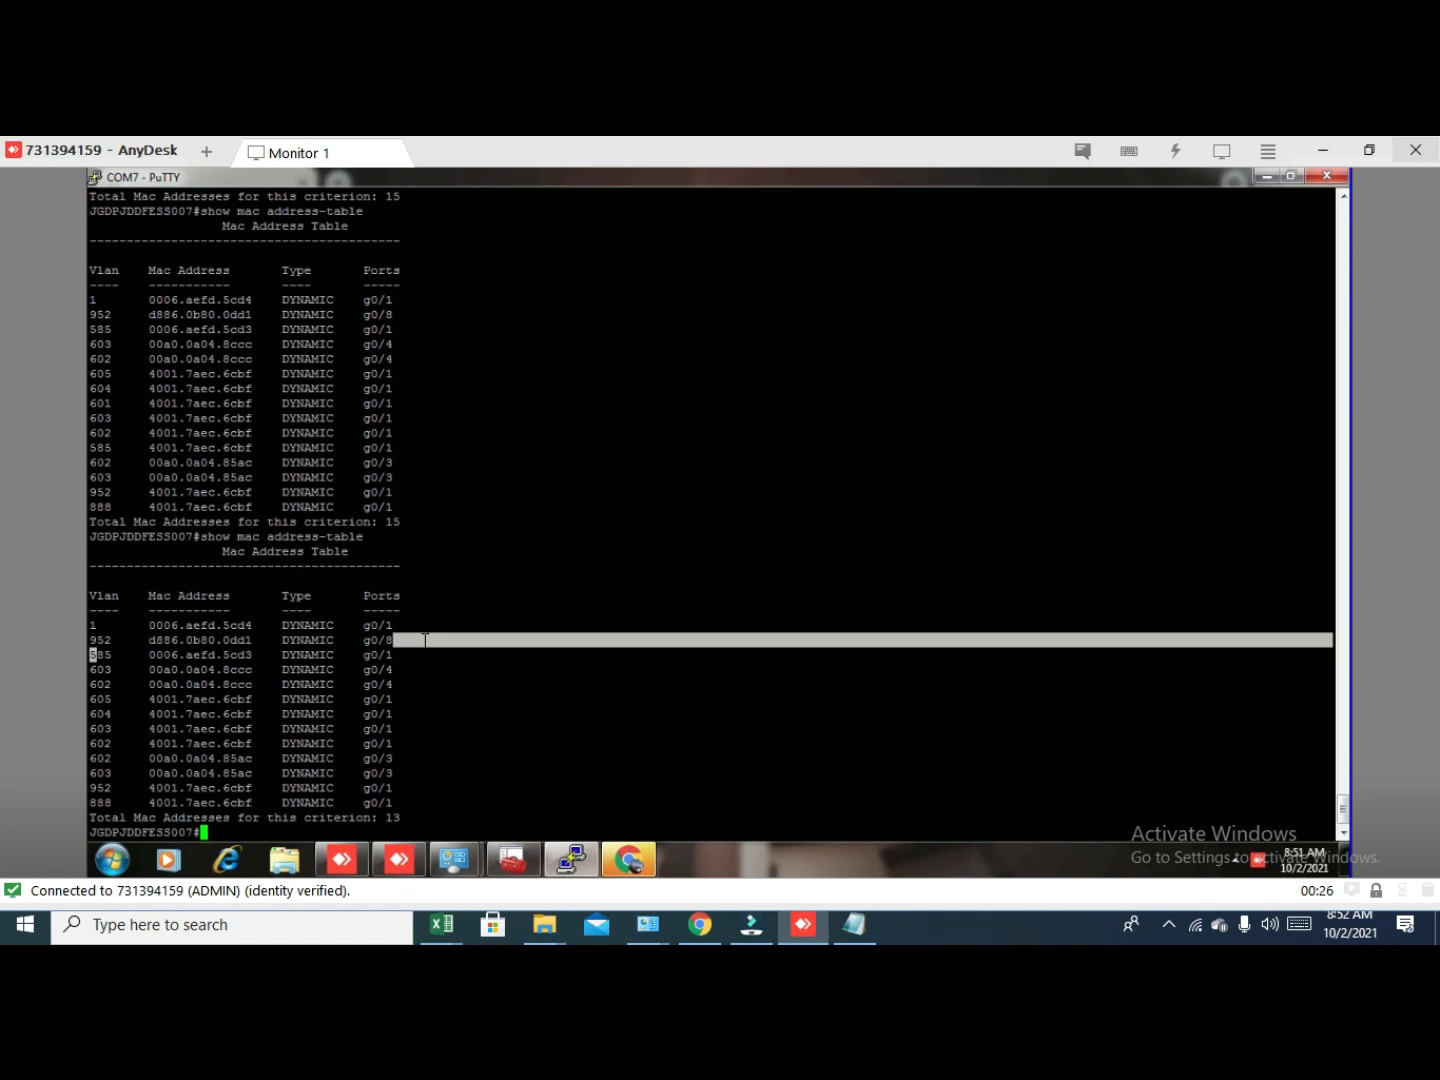 731394159 - AnyDesk
Monitor 1
COM7 - PuTTY
Total Mac Addresses for this criterion: 15
JGDPJDDFESS007#show mac address-table
Mac Address Table
-------------------------------------------
Vlan Mac Address Type Ports
---- ----------- ---- -----
1 0006.aefd.5cd4 DYNAMIC g0/1
952 d886.0b80.0dd1 DYNAMIC g0/8
585 0006.aefd.5cd3 DYNAMIC g0/1
603 00a0.0a04.8ccc DYNAMIC g0/4
602 00a0.0a04.8ccc DYNAMIC g0/4
605 4001.7aec.6cbf DYNAMIC g0/1
604 4001.7aec.6cbf DYNAMIC g0/1
601 4001.7aec.6cbf DYNAMIC g0/1
603 4001.7aec.6cbf DYNAMIC g0/1
602 4001.7aec.6cbf DYNAMIC g0/1
585 4001.7aec.6cbf DYNAMIC g0/1
602 00a0.0a04.85ac DYNAMIC g0/3
603 00a0.0a04.85ac DYNAMIC g0/3
952 4001.7aec.6cbf DYNAMIC g0/1
888 4001.7aec.6cbf DYNAMIC g0/1
Total Mac Addresses for this criterion: 15
JGDPJDDFESS007#show mac address-table
Mac Address Table
-------------------------------------------
Vlan Mac Address Type Ports
---- ----------- ---- -----
1 0006.aefd.5cd4 DYNAMIC g0/1
952 d886.0b80.0dd1 DYNAMIC g0/8
585 0006.aefd.5cd3 DYNAMIC g0/1
603 00a0.0a04.8ccc DYNAMIC g0/4
602 00a0.0a04.8ccc DYNAMIC g0/4
605 4001.7aec.6cbf DYNAMIC g0/1
604 4001.7aec.6cbf DYNAMIC g0/1
603 4001.7aec.6cbf DYNAMIC g0/1
602 4001.7aec.6cbf DYNAMIC g0/1
602 00a0.0a04.85ac DYNAMIC g0/3
603 00a0.0a04.85ac DYNAMIC g0/3
952 4001.7aec.6cbf DYNAMIC g0/1
888 4001.7aec.6cbf DYNAMIC g0/1
Total Mac Addresses for this criterion: 13
JGDPJDDFESS007#
Activate Windows
Go to Settings to activate Windows.
8:51 AM
10/2/2021
Connected to 731394159 (ADMIN) (identity verified).
00:26
Type here to search
8:52 AM
10/2/2021